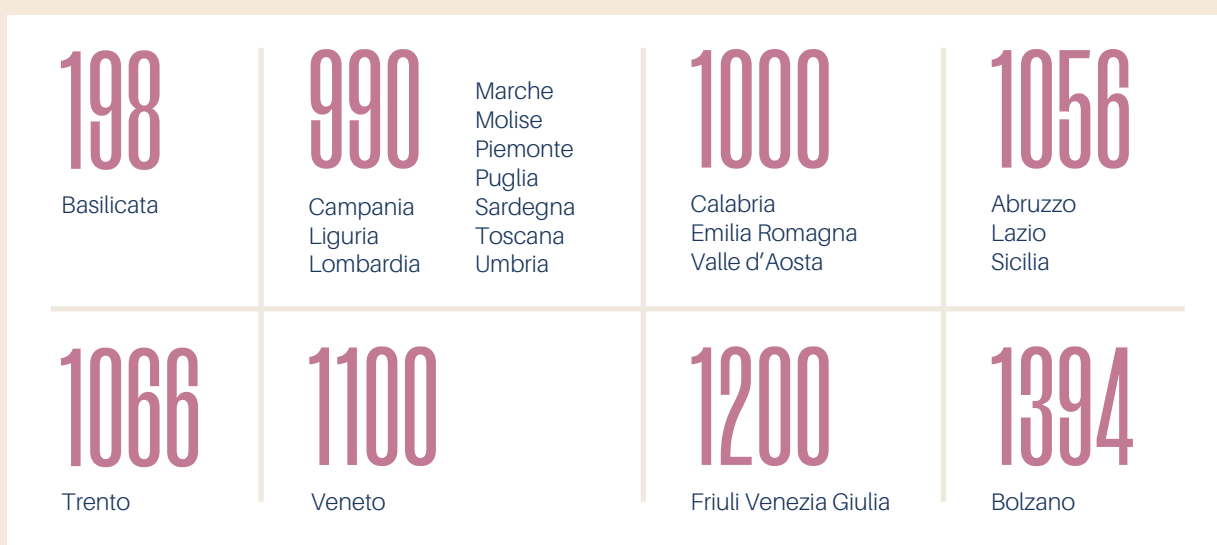 198
Basilicata
990
Campania
Liguria
Lombardia
Marche
Molise
Piemonte
Puglia
Sardegna
Toscana
Umbria
1000
Calabria
Emilia Romagna
Valle d’Aosta
1056
Abruzzo
Lazio
Sicilia
1066
Trento
1100
Veneto
1200
Friuli Venezia Giulia
1394
Bolzano